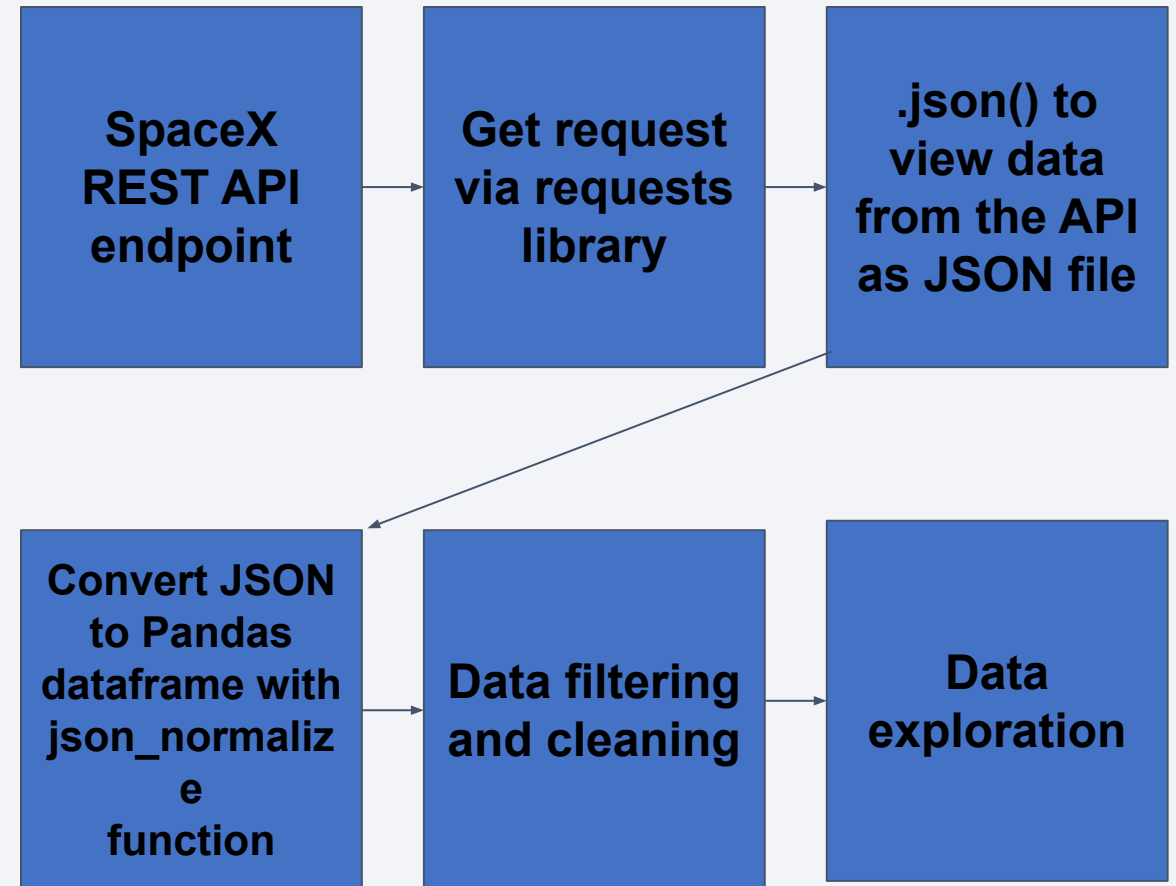 SpaceX
REST API
endpoint
Get request
via requests
library
.json() to
view data
from the API
as JSON file
Convert JSON
to Pandas
dataframe with
json_normaliz
e
function
Data filtering
and cleaning
Data
exploration